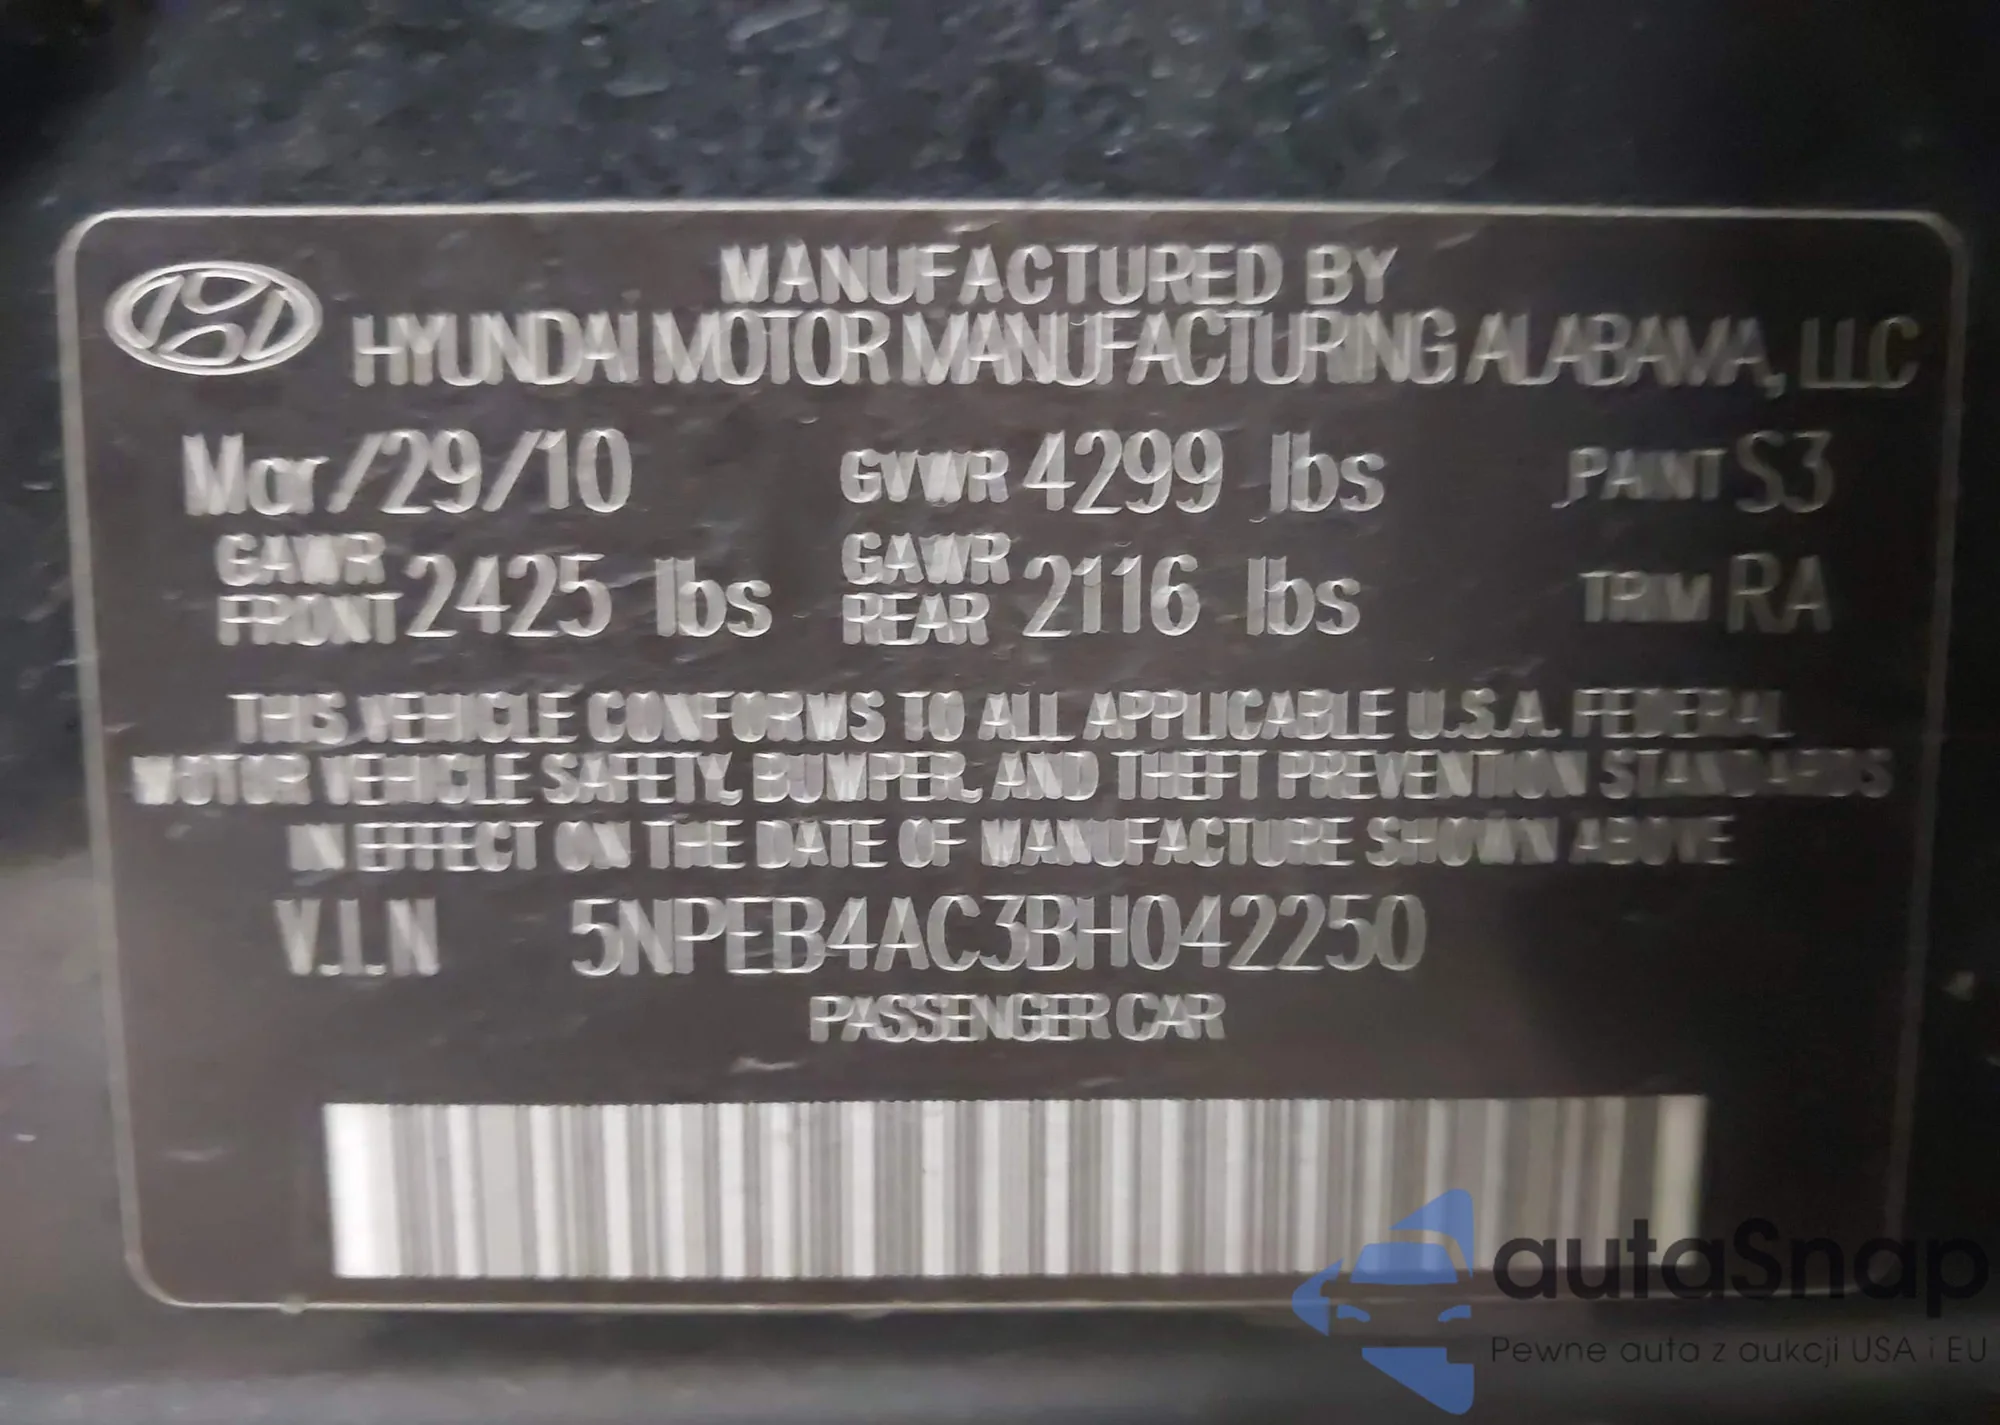 MANUFACTURED BY
HYUNDAI MOTOR MANUFACTURING ALABAMA, LLC
Mar/29/10 GVWR 4299 lbs PAINT S3
GAWR FRONT 2425 lbs GAWR REAR 2116 lbs TRIM RA
THIS VEHICLE CONFORMS TO ALL APPLICABLE U.S.A. FEDERAL
MOTOR VEHICLE SAFETY, BUMPER, AND THEFT PREVENTION STANDARDS
IN EFFECT ON THE DATE OF MANUFACTURE SHOWN ABOVE
V.I.N 5NPEB4AC3BH042250
PASSENGER CAR
autaSnap
Pewne auta z aukcji USA i EU